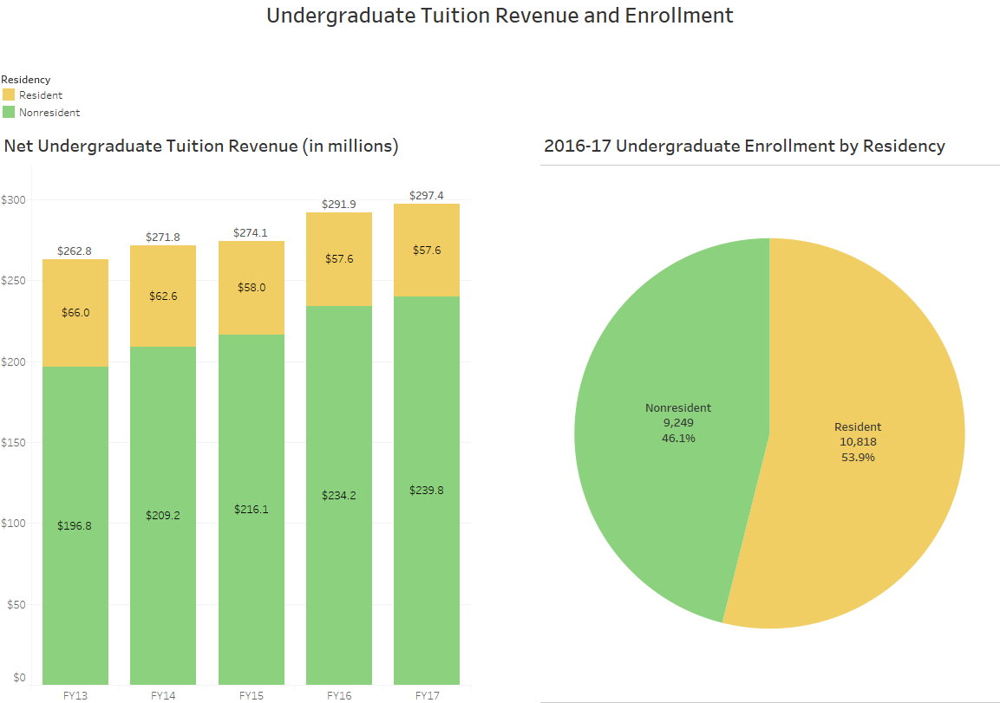 Undergraduate Tuition Revenue and Enrollment
Residency
Resident
Nonresident
Net Undergraduate Tuition Revenue (in millions)
$300
$250
$200
$150
$100
$50
$0
$262.8
$66.0
$196.8
$271.8
$62.6
$209.2
$274.1
$58.0
$216.1
$291.9
$57.6
$234.2
$297.4
$57.6
$239.8
FY13
FY14
FY15
FY16
FY17
2016-17 Undergraduate Enrollment by Residency
Nonresident
9,249
46.1%
Resident
10,818
53.9%